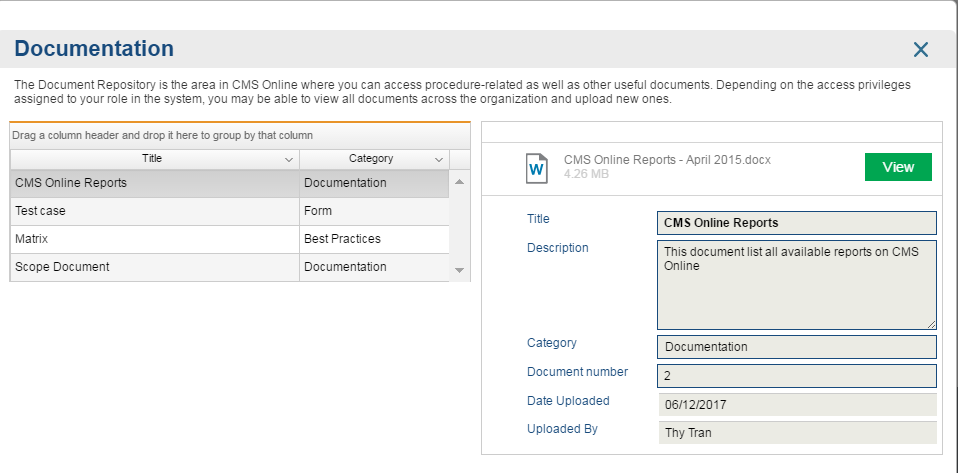 Documentation
The Document Repository is the area in CMS Online where you can access procedure-related as well as other useful documents. Depending on the access privileges
assigned to your role in the system, you may be able to view all documents across the organization and upload new ones.
Drag a column header and drop it here to group by that column
Title Category
CMS Online Reports Documentation
Test case Form
Matrix Best Practices
Scope Document Documentation
W CMS Online Reports - April 2015.docx View
4.26 MB
Title CMS Online Reports
Description This document list all available reports on CMS
Online
Category Documentation
Document number 2
Date Uploaded 06/12/2017
Uploaded By Thy Tran